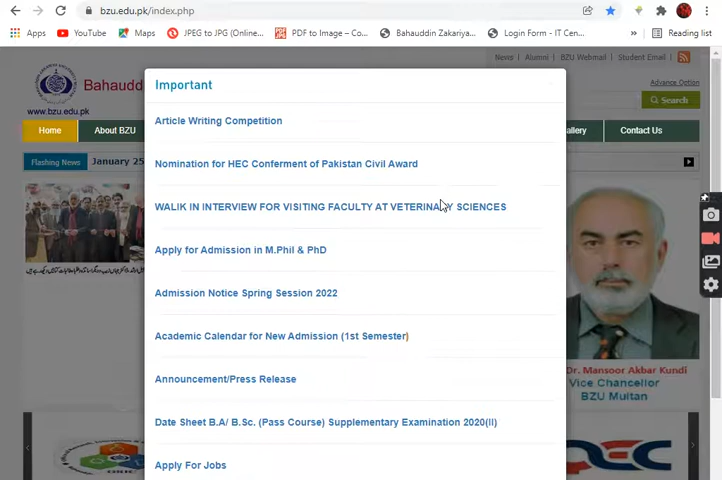 bzu.edu.pk/index.php
Apps
YouTube
Maps
JPEG to JPG (Online...
PDF to Image – Co...
Bahauddin Zakariya...
Login Form - IT Cen...
»
Reading list
News
Alumni
BZU Webmail
Student Email
Bahaudd
www.bzu.edu.pk
Advance Option
Search
Home
About BZU
allery
Contact Us
Flashing News
January 25
Important
Article Writing Competition
Nomination for HEC Conferment of Pakistan Civil Award
WALIK IN INTERVIEW FOR VISITING FACULTY AT VETERINARY SCIENCES
Apply for Admission in M.Phil & PhD
Admission Notice Spring Session 2022
Academic Calendar for New Admission (1st Semester)
Announcement/Press Release
Date Sheet B.A/ B.Sc. (Pass Course) Supplementary Examination 2020(II)
Apply For Jobs
Dr. Mansoor Akbar Kundi
Vice Chancellor
BZU Multan